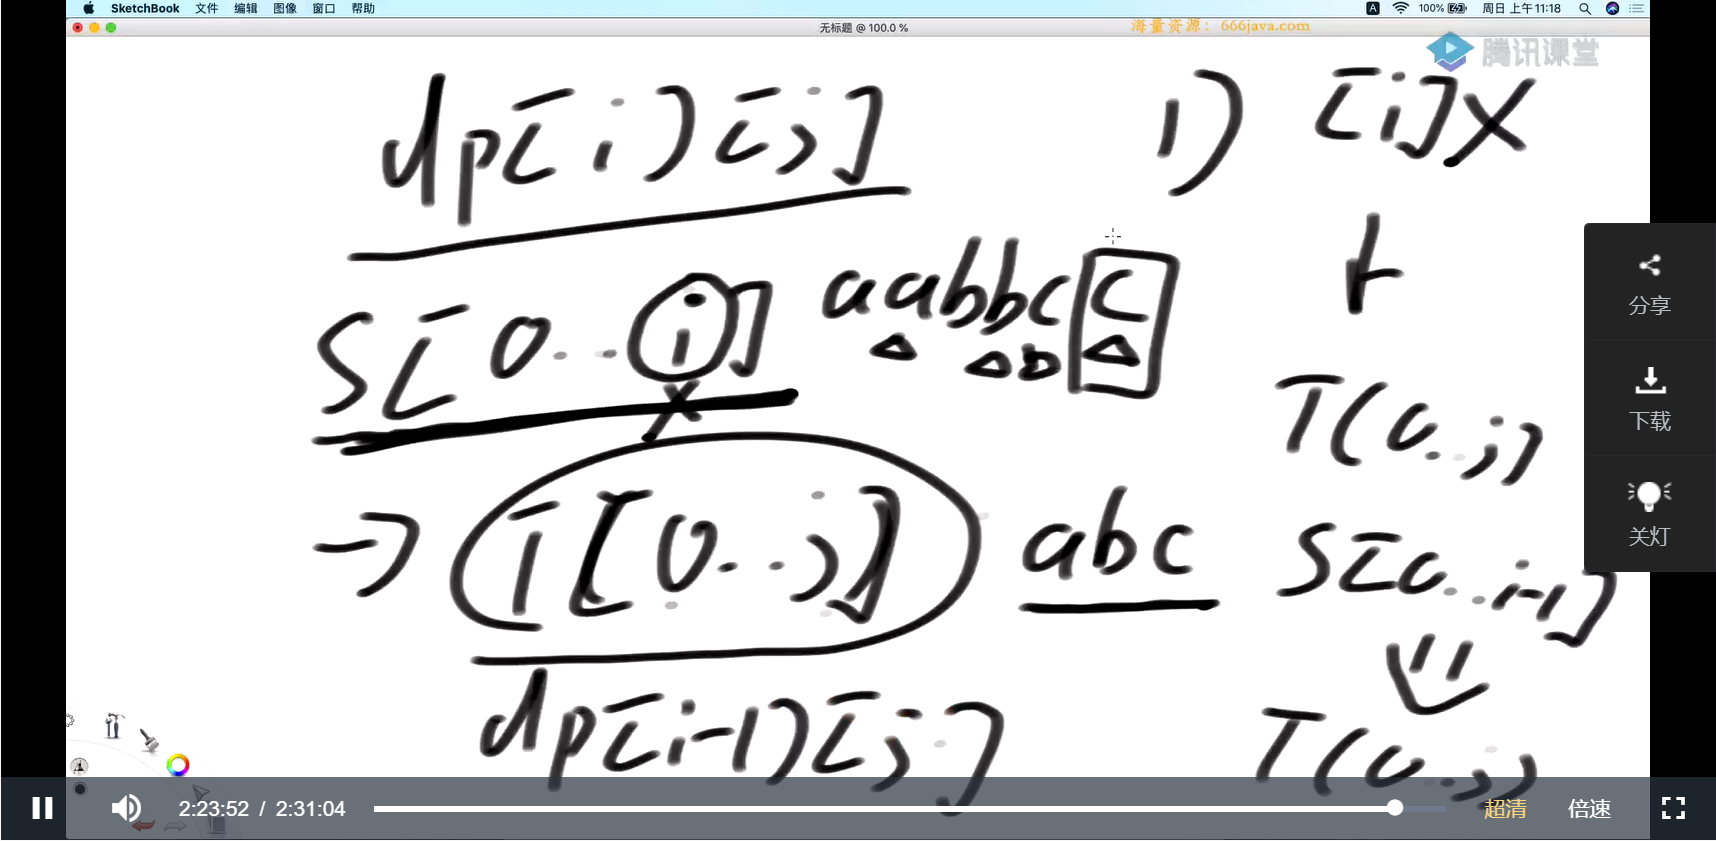 SketchBook 文件 编辑 图像 窗口 帮助 A 100% 周日 上午11:18
无标题 @ 100.0 %
海量资源：666java.com
腾讯课堂
dp[i][j]
1) [i]X
S[0...i]
aabbcc
T(0..j)
i[0..j]
abc
S[0..i-1]
dp[i-1][j]
T(0..j)
分享
下载
关灯
2:23:52 / 2:31:04
超清 倍速